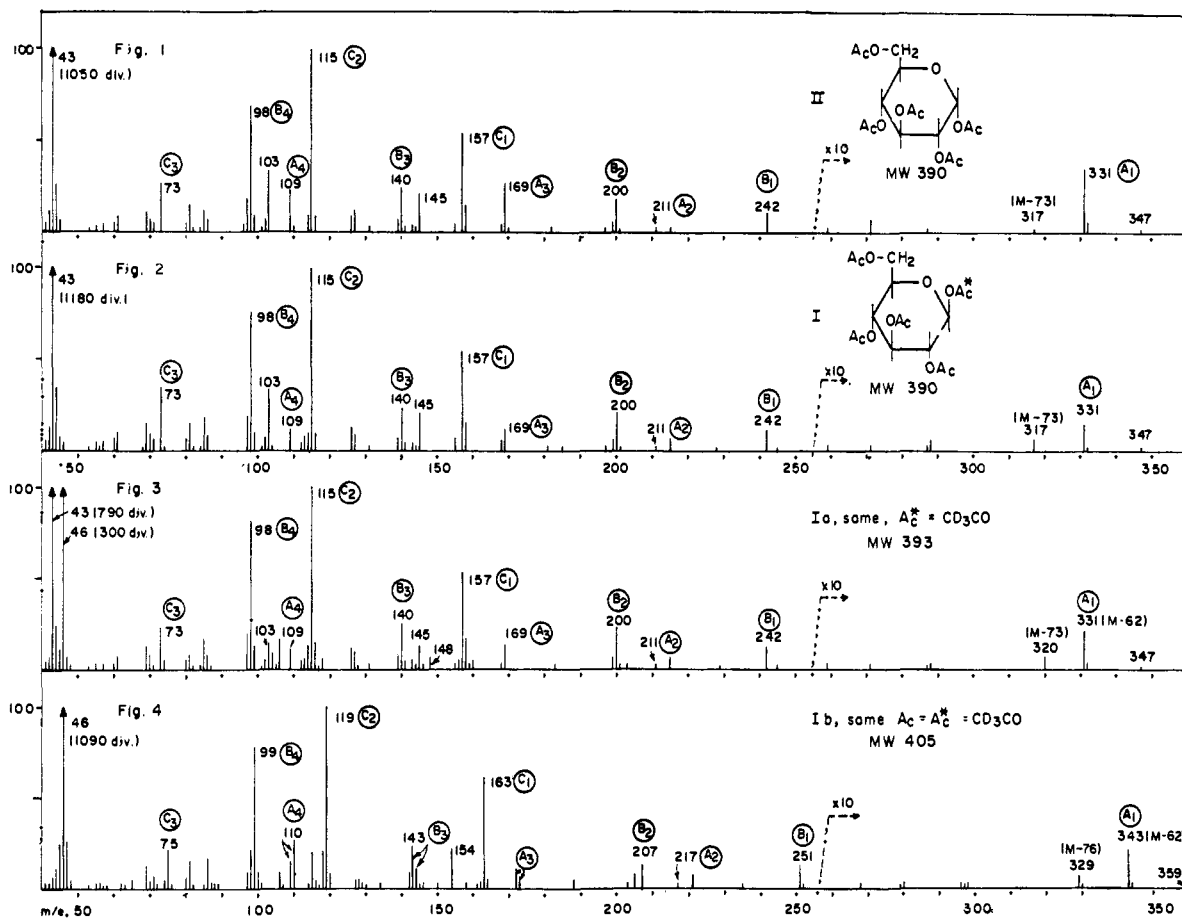 Fig. 1
100
43
(1050 div.)
C3
73
98 B4
103
A4
109
115 C2
B3
140
145
157 C1
169 A3
B2
200
211 A2
B1
242
x10
II
AcO-CH2
O
OAc
AcO
OAc
OAc
MW 390
(M-73)
317
331 A1
347
Fig. 2
100
43
(1180 div.)
C3
73
98 B4
103
A4
109
115 C2
B3
140
145
157 C1
169 A3
B2
200
211 A2
B1
242
x10
I
AcO-CH2
O
OAc*
OAc
AcO
OAc
MW 390
(M-73)
317
A1
331
347
50 100 150 200 250 300 350
Fig. 3
100
43 (790 div.)
46 (300 div.)
C3
73
98 B4
103
A4
109
115 C2
B3
140
145
148
157 C1
169 A3
B2
200
211 A2
B1
242
x10
Ia, same, Ac* = CD3CO
MW 393
(M-73)
320
A1
331 (M-62)
347
Fig. 4
100
46
(1090 div.)
C3
75
99 B4
A4
110
119 C2
143 B3
154
163 C1
A3
B2
207
217 A2
B1
251
x10
Ib, same Ac = Ac* = CD3CO
MW 405
(M-76)
329
A1
343 (M-62)
359
m/e, 50 100 150 200 250 300 350